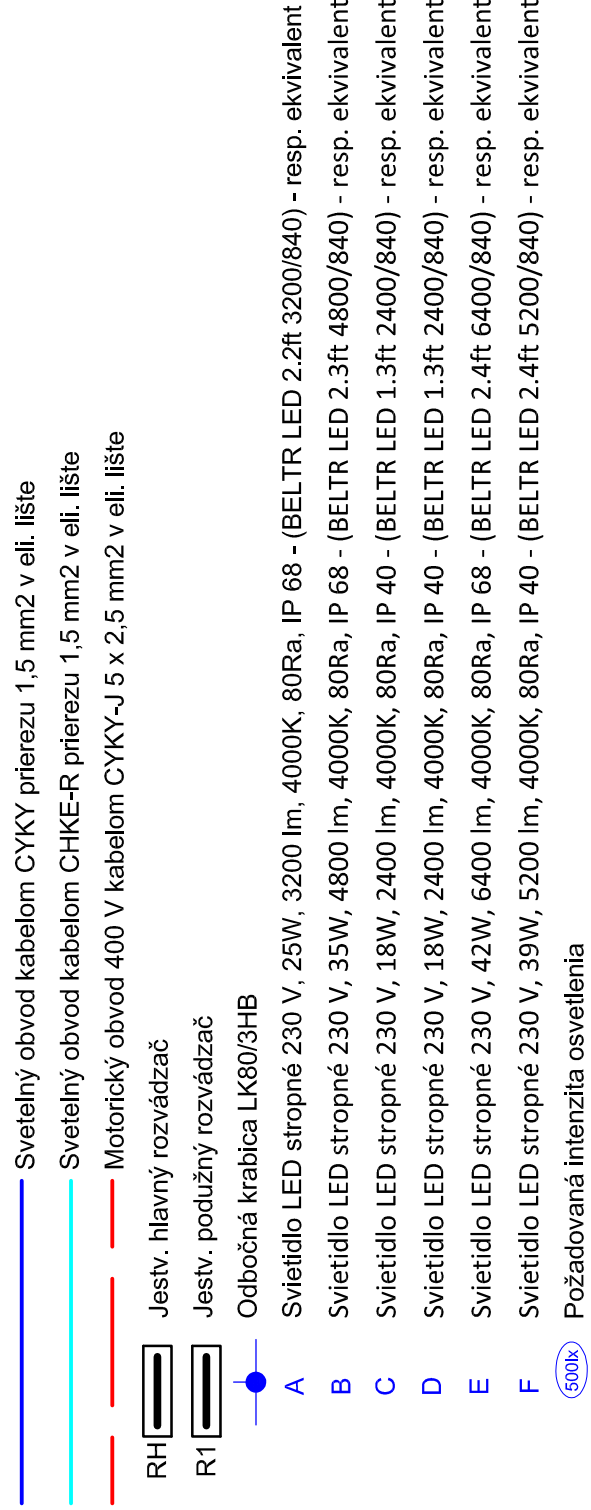 Svetelný obvod kabelom CYKY prierezu 1,5 mm2 v eli. lište
Svetelný obvod kabelom CHKE-R prierezu 1,5 mm2 v eli. lište
Motorický obvod 400 V kabelom CYKY-J 5 x 2,5 mm2 v eli. lište
RH Jestv. hlavný rozvádzač
R1 Jestv. podužný rozvádzač
Odbočná krabica LK80/3HB
A Svietidlo LED stropné 230 V, 25W, 3200 lm, 4000K, 80Ra, IP 68 - (BELTR LED 2.2ft 3200/840) - resp. ekvivalent
B Svietidlo LED stropné 230 V, 35W, 4800 lm, 4000K, 80Ra, IP 68 - (BELTR LED 2.3ft 4800/840) - resp. ekvivalent
C Svietidlo LED stropné 230 V, 18W, 2400 lm, 4000K, 80Ra, IP 40 - (BELTR LED 1.3ft 2400/840) - resp. ekvivalent
D Svietidlo LED stropné 230 V, 18W, 2400 lm, 4000K, 80Ra, IP 40 - (BELTR LED 1.3ft 2400/840) - resp. ekvivalent
E Svietidlo LED stropné 230 V, 42W, 6400 lm, 4000K, 80Ra, IP 68 - (BELTR LED 2.4ft 6400/840) - resp. ekvivalent
F Svietidlo LED stropné 230 V, 39W, 5200 lm, 4000K, 80Ra, IP 40 - (BELTR LED 2.4ft 5200/840) - resp. ekvivalent
500lx Požadovaná intenzita osvetlenia